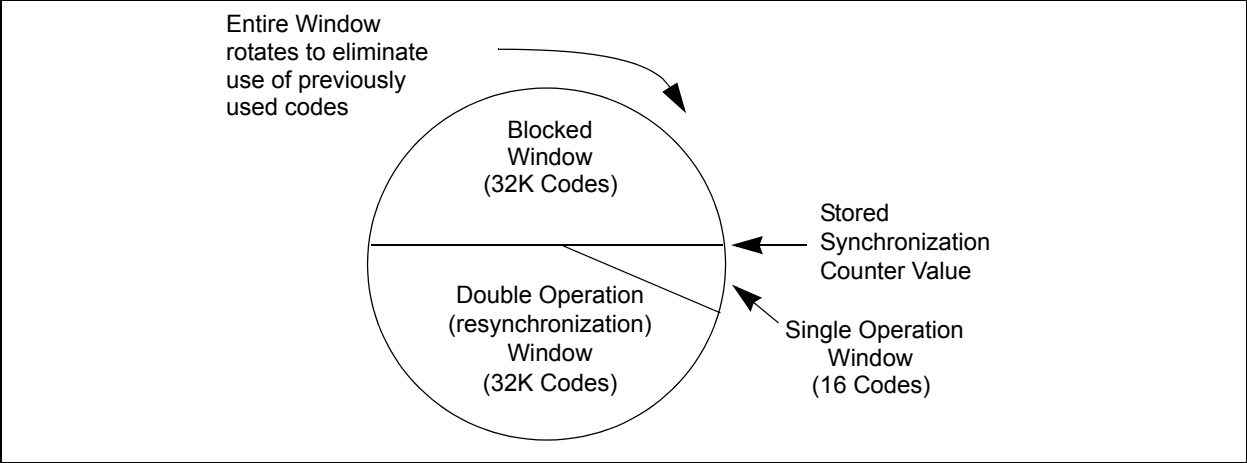 Entire Window
rotates to eliminate
use of previously
used codes
Blocked
Window
(32K Codes)
Stored
Synchronization
Counter Value
Double Operation
(resynchronization)
Window
(32K Codes)
Single Operation
Window
(16 Codes)